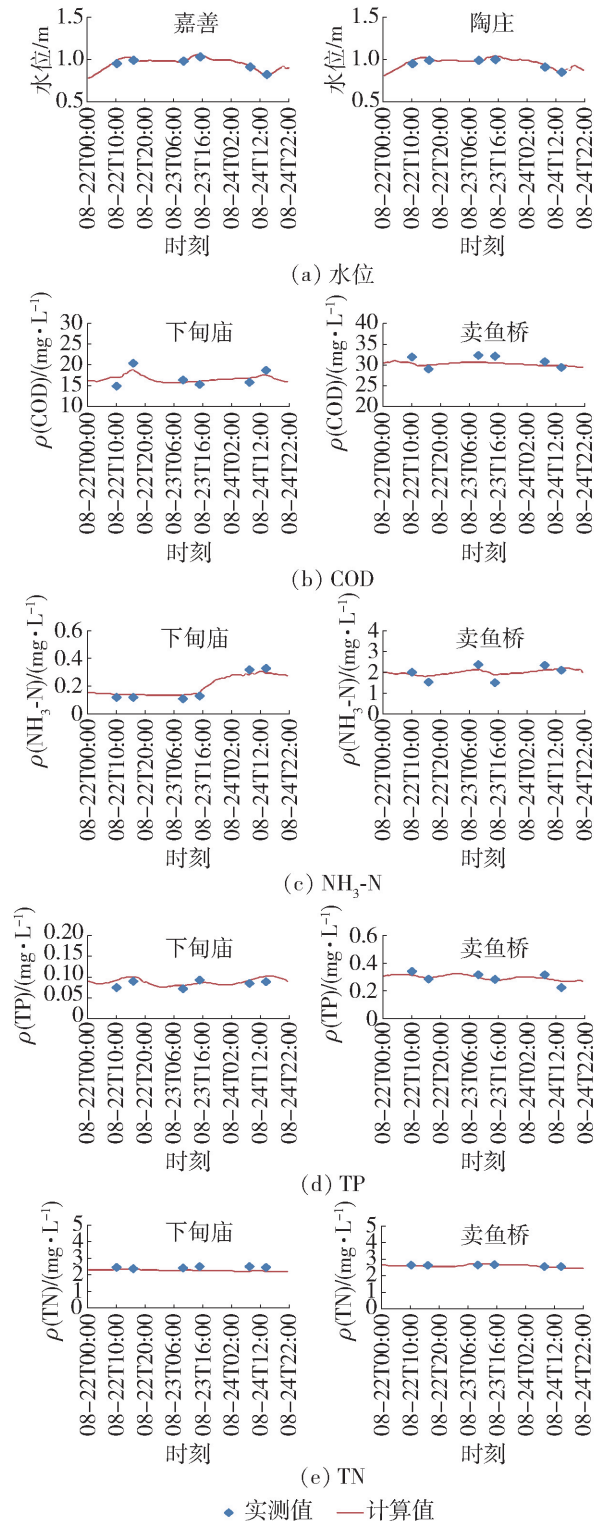 嘉善
水位/m
1.5
1.0
0.5
08-22T00:00
08-22T10:00
08-22T20:00
08-23T06:00
08-23T16:00
08-24T02:00
08-24T12:00
08-24T22:00
时刻
陶庄
水位/m
1.5
1.0
0.5
08-22T00:00
08-22T10:00
08-22T20:00
08-23T06:00
08-23T16:00
08-24T02:00
08-24T12:00
08-24T22:00
时刻
(a) 水位
下甸庙
ρ(COD)/(mg·L⁻¹)
30
25
20
15
10
08-22T00:00
08-22T10:00
08-22T20:00
08-23T06:00
08-23T16:00
08-24T02:00
08-24T12:00
08-24T22:00
时刻
卖鱼桥
ρ(COD)/(mg·L⁻¹)
40
35
30
25
20
08-22T00:00
08-22T10:00
08-22T20:00
08-23T06:00
08-23T16:00
08-24T02:00
08-24T12:00
08-24T22:00
时刻
(b) COD
下甸庙
ρ(NH₃-N)/(mg·L⁻¹)
0.6
0.4
0.2
0
08-22T00:00
08-22T10:00
08-22T20:00
08-23T06:00
08-23T16:00
08-24T02:00
08-24T12:00
08-24T22:00
时刻
卖鱼桥
ρ(NH₃-N)/(mg·L⁻¹)
4
3
2
1
0
08-22T00:00
08-22T10:00
08-22T20:00
08-23T06:00
08-23T16:00
08-24T02:00
08-24T12:00
08-24T22:00
时刻
(c) NH₃-N
下甸庙
ρ(TP)/(mg·L⁻¹)
0.20
0.15
0.10
0.05
0
08-22T00:00
08-22T10:00
08-22T20:00
08-23T06:00
08-23T16:00
08-24T02:00
08-24T12:00
08-24T22:00
时刻
卖鱼桥
ρ(TP)/(mg·L⁻¹)
0.6
0.4
0.2
0
08-22T00:00
08-22T10:00
08-22T20:00
08-23T06:00
08-23T16:00
08-24T02:00
08-24T12:00
08-24T22:00
时刻
(d) TP
下甸庙
ρ(TN)/(mg·L⁻¹)
5
4
3
2
1
0
08-22T00:00
08-22T10:00
08-22T20:00
08-23T06:00
08-23T16:00
08-24T02:00
08-24T12:00
08-24T22:00
时刻
卖鱼桥
ρ(TN)/(mg·L⁻¹)
5
4
3
2
1
0
08-22T00:00
08-22T10:00
08-22T20:00
08-23T06:00
08-23T16:00
08-24T02:00
08-24T12:00
08-24T22:00
时刻
(e) TN
实测值 计算值